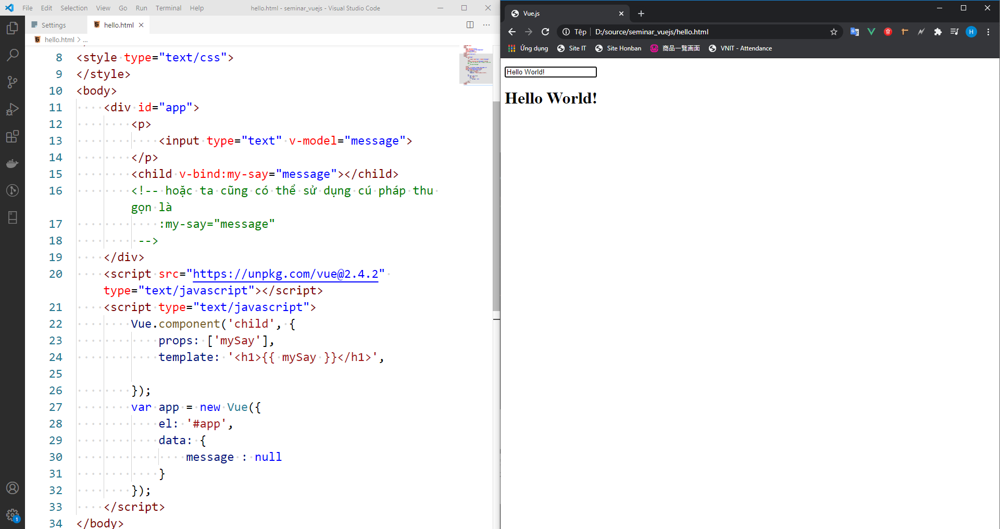 File Edit Selection View Go Run Terminal Help hello.html - seminar_vuejs - Visual Studio Code
Settings hello.html
hello.html > ...
8 <style type="text/css">
9 </style>
10 <body>
11 <div id="app">
12 <p>
13 <input type="text" v-model="message">
14 </p>
15 <child v-bind:my-say="message"></child>
16 <!-- hoặc ta cũng có thể sử dụng cú pháp thu
gọn là
17 :my-say="message"
18 -->
19 </div>
20 <script src="https://unpkg.com/vue@2.4.2"
type="text/javascript"></script>
21 <script type="text/javascript">
22 Vue.component('child', {
23 props: ['mySay'],
24 template: '<h1>{{ mySay }}</h1>',
25
26 });
27 var app = new Vue({
28 el: '#app',
29 data: {
30 message : null
31 }
32 });
33 </script>
34 </body>
1
Vue.js
Tệp D:/source/seminar_vuejs/hello.html H
Ứng dụng Site IT Site Honban 商品一覧画面 VNIT - Attendance
Hello World!
Hello World!